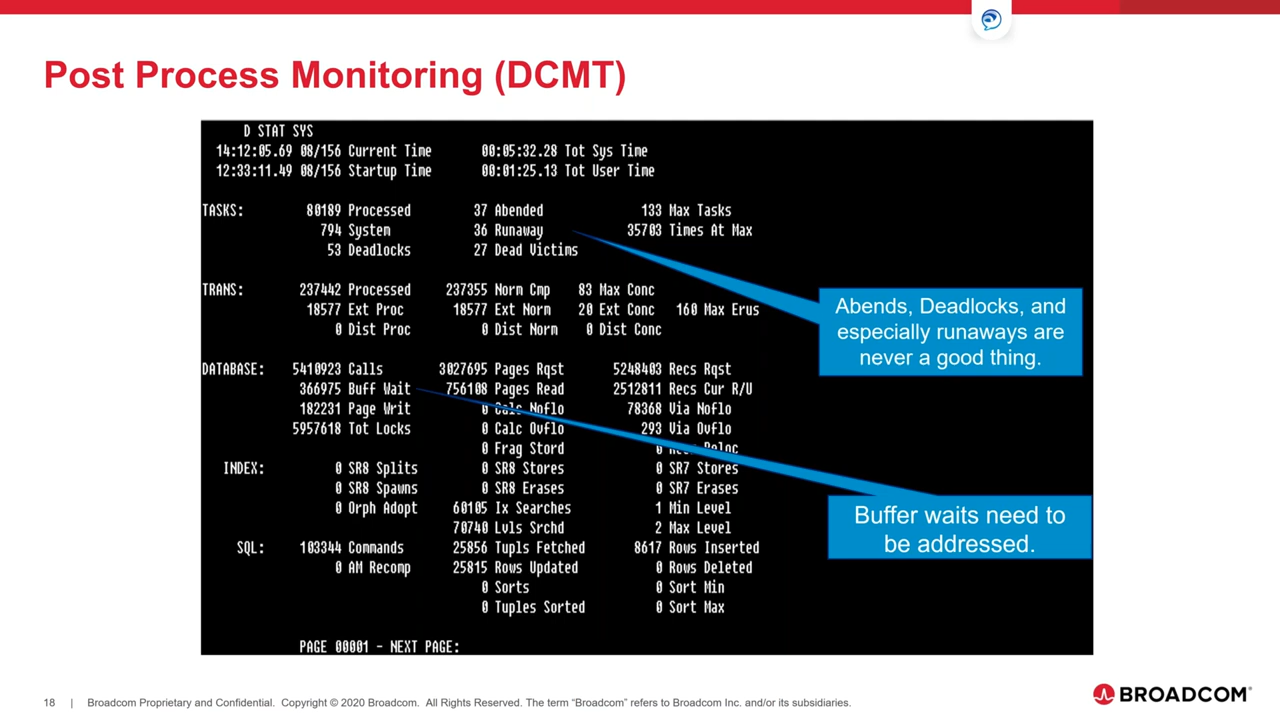 Post Process Monitoring (DCMT)
D STAT SYS
14:12:05.69 08/156 Current Time 00:05:32.28 Tot Sys Time
12:33:11.49 08/156 Startup Time 00:01:25.13 Tot User Time
TASKS: 80189 Processed 37 Abended 133 Max Tasks
794 System 36 Runaway 35703 Times At Max
53 Deadlocks 27 Dead Victims
TRANS: 237442 Processed 237355 Norm Cmp 83 Max Conc
18577 Ext Proc 18577 Ext Norm 20 Ext Conc 160 Max Erus
0 Dist Proc 0 Dist Norm 0 Dist Conc
Abends, Deadlocks, and
especially runaways are
never a good thing.
DATABASE: 5410923 Calls 3027695 Pages Rqst 5248403 Recs Rqst
366975 Buff Wait 756108 Pages Read 2512811 Recs Cur R/U
182231 Page Writ 0 Calc Noflo 78368 Via Noflo
5957618 Tot Locks 0 Calc Ovflo 293 Via Ovflo
0 Frag Stord 0 Recs Reloc
INDEX: 0 SR8 Splits 0 SR8 Stores 0 SR7 Stores
0 SR8 Spawns 0 SR8 Erases 0 SR7 Erases
0 Orph Adopt 60105 Ix Searches 1 Min Level
70740 Lvls Srchd 2 Max Level
Buffer waits need to
be addressed.
SQL: 103344 Commands 25856 Tupls Fetched 8617 Rows Inserted
0 AM Recomp 25815 Rows Updated 0 Rows Deleted
0 Sorts 0 Sort Min
0 Tuples Sorted 0 Sort Max
PAGE 00001 - NEXT PAGE:
18 | Broadcom Proprietary and Confidential. Copyright © 2020 Broadcom. All Rights Reserved. The term “Broadcom” refers to Broadcom Inc. and/or its subsidiaries.
BROADCOM®